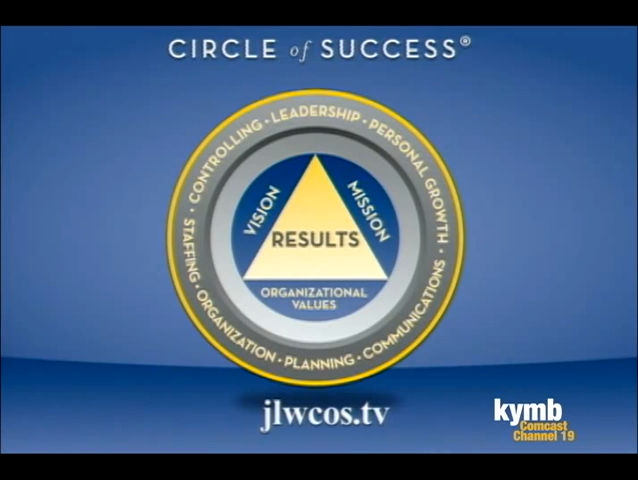 CIRCLE of SUCCESS®
STAFFING · CONTROLLING · LEADERSHIP · PERSONAL GROWTH ·
ORGANIZATION · PLANNING · COMMUNICATIONS ·
VISION
MISSION
RESULTS
ORGANIZATIONAL
VALUES
jlwcos.tv
kymb
Comcast
Channel 19